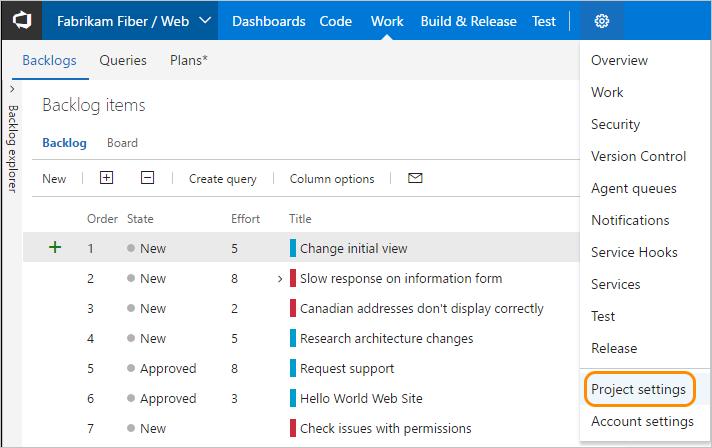 Fabrikam Fiber / Web Dashboards Code Work Build & Release Test
Backlogs Queries Plans*
Backlog explorer
Backlog items
Backlog Board
New Create query Column options
Order State Effort Title
1 New 5 Change initial view
2 New 8 Slow response on information form
3 New 2 Canadian addresses don't display correctly
4 New 5 Research architecture changes
5 Approved 8 Request support
6 Approved 3 Hello World Web Site
7 New Check issues with permissions
Overview
Work
Security
Version Control
Agent queues
Notifications
Service Hooks
Services
Test
Release
Project settings
Account settings